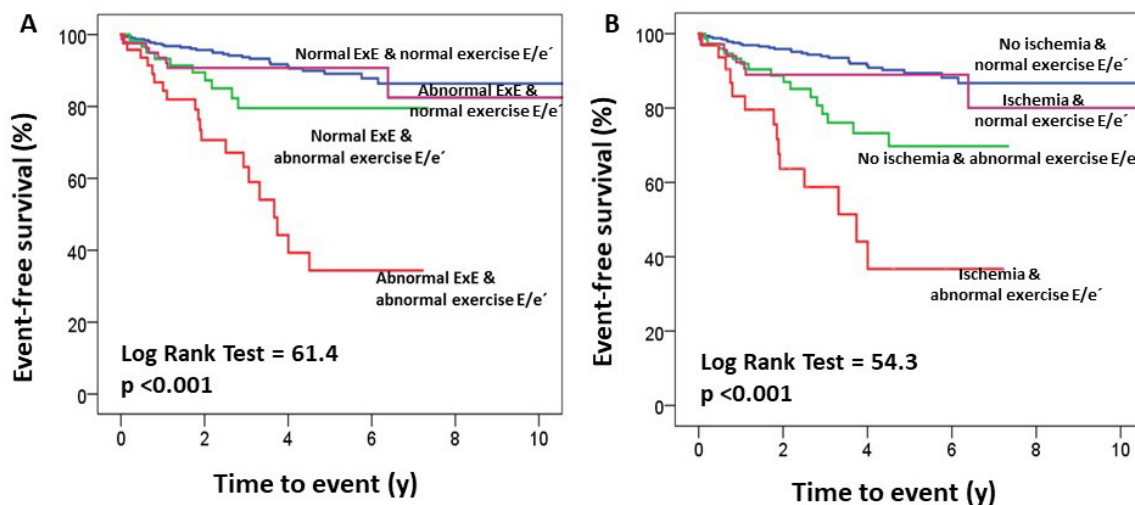 A
Event-free survival (%)
100
80
60
40
20
0
Normal ExE & normal exercise E/e´
Abnormal ExE &
normal exercise E/e´
Normal ExE &
abnormal exercise E/e´
Abnormal ExE &
abnormal exercise E/e´
Log Rank Test = 61.4
p <0.001
0 2 4 6 8 10
Time to event (y)
B
Event-free survival (%)
100
80
60
40
20
0
No ischemia &
normal exercise E/e´
Ischemia &
normal exercise E/e´
No ischemia & abnormal exercise E/e´
Ischemia &
abnormal exercise E/e´
Log Rank Test = 54.3
p <0.001
0 2 4 6 8 10
Time to event (y)